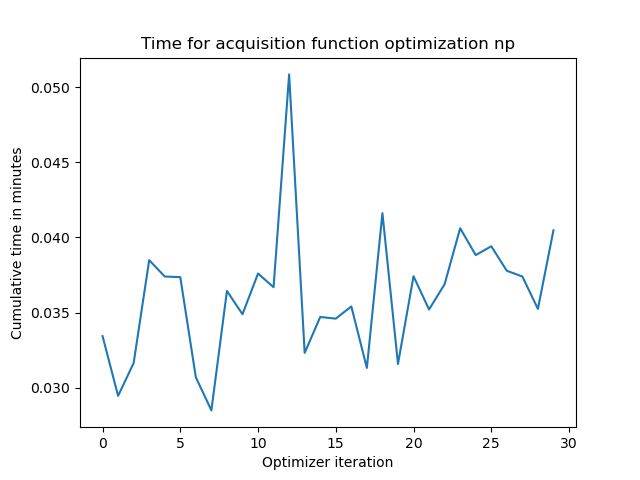 Time for acquisition function optimization np
Cumulative time in minutes
0.050
0.045
0.040
0.035
0.030
0 5 10 15 20 25 30
Optimizer iteration